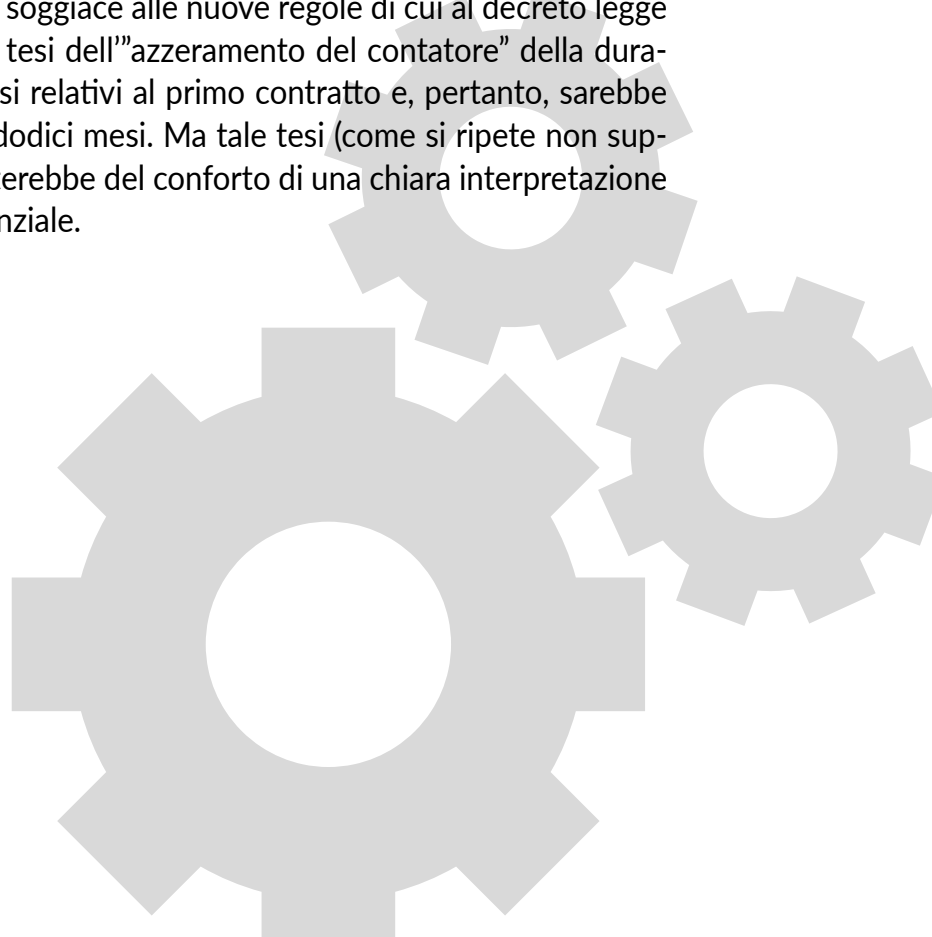 soggiace alle nuove regole di cui al decreto legge
tesi dell’”azzeramento del contatore” della dura-
si relativi al primo contratto e, pertanto, sarebbe
dodici mesi. Ma tale tesi (come si ripete non sup-
terebbe del conforto di una chiara interpretazione
nziale.